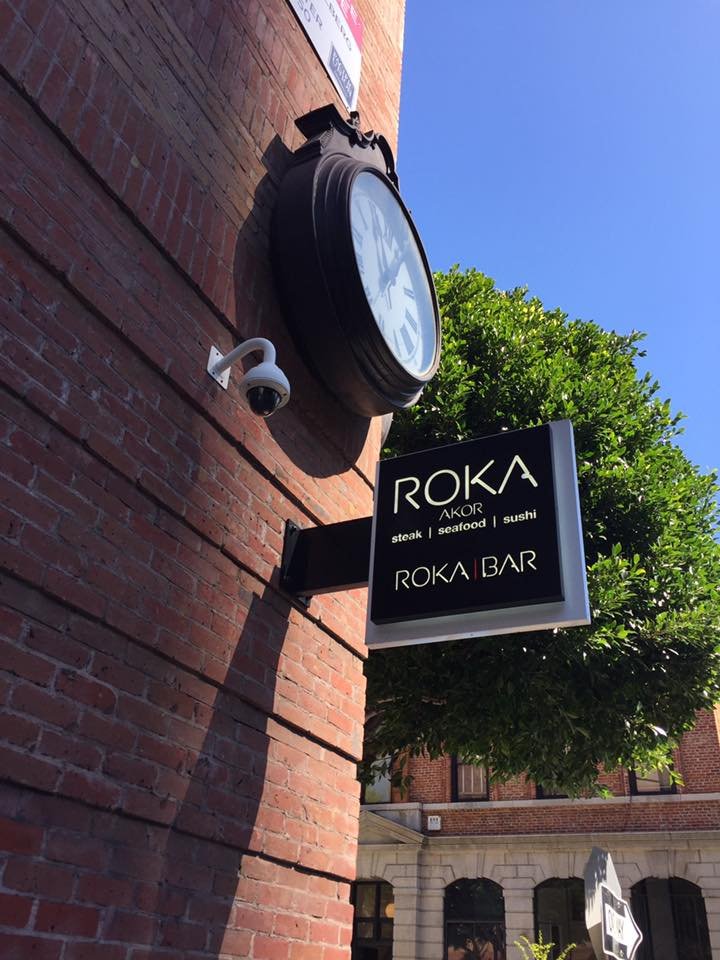 ROKA
AKOR
steak | seafood | sushi
ROKA | BAR